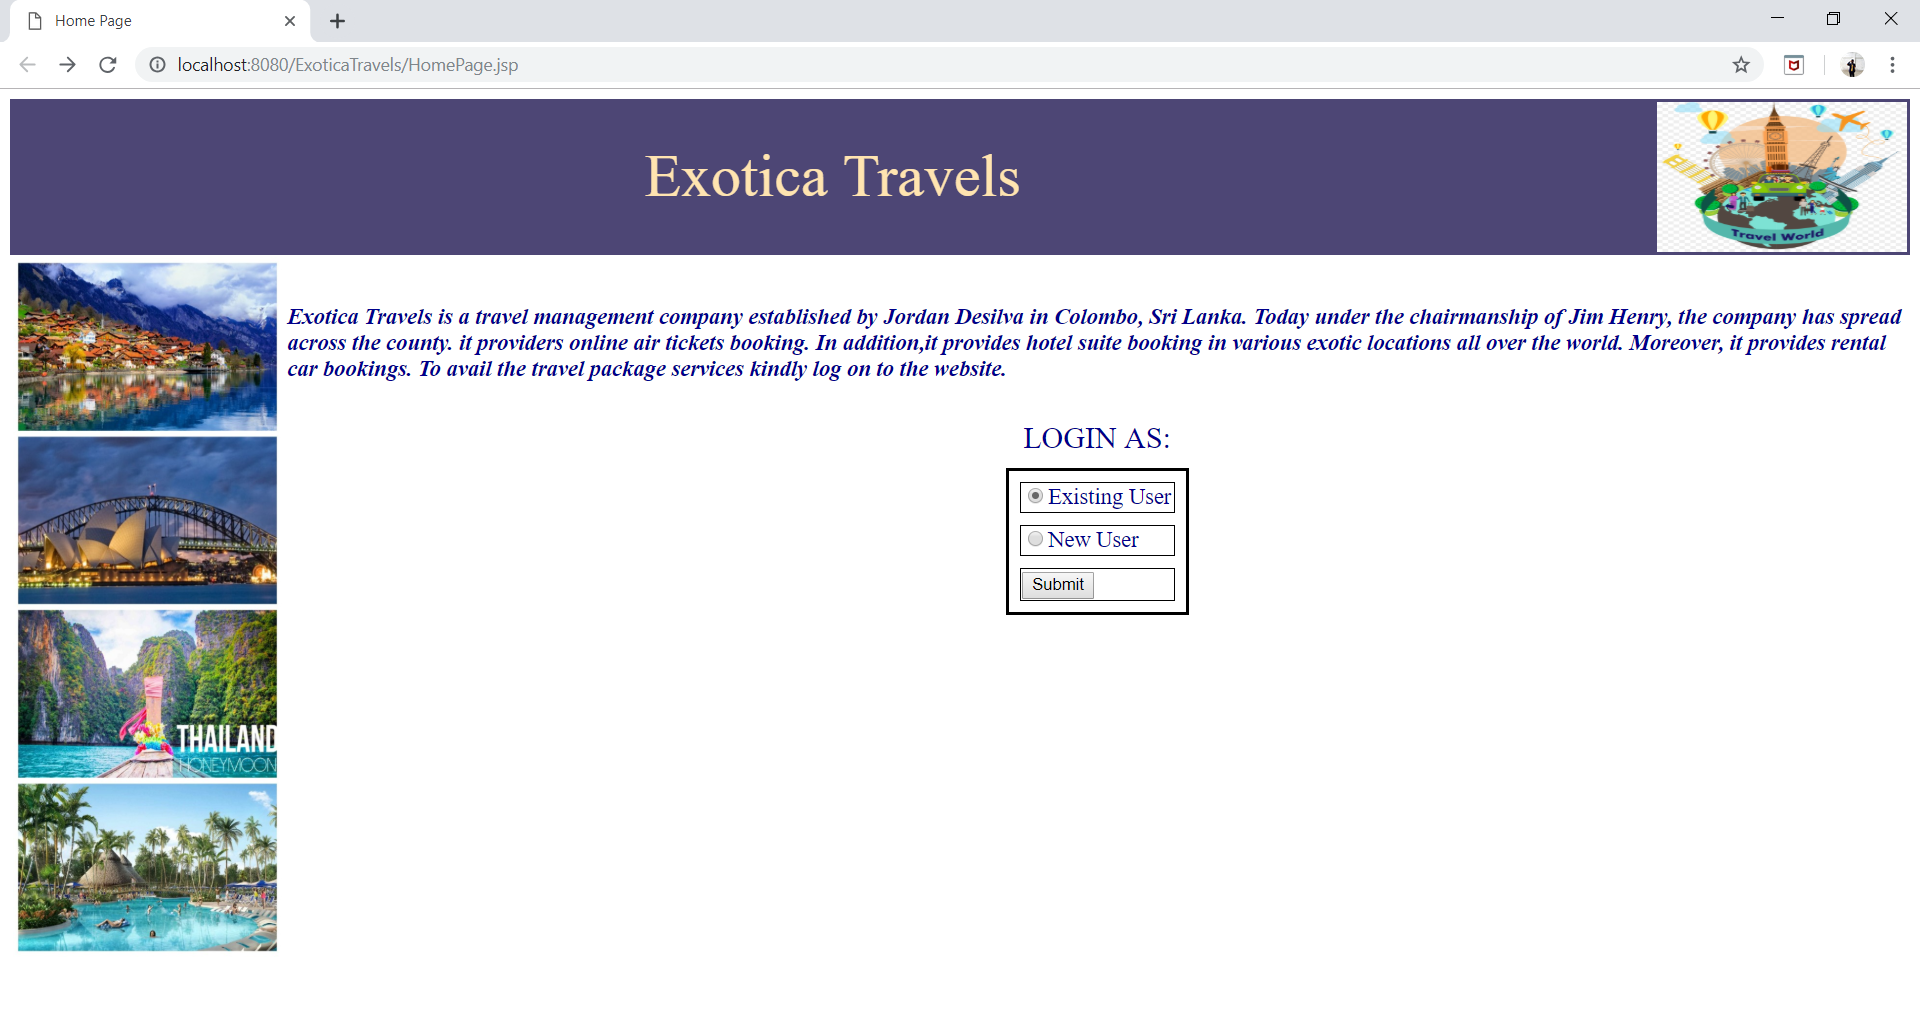 Home Page
localhost:8080/ExoticaTravels/HomePage.jsp
Exotica Travels
Travel World
Exotica Travels is a travel management company established by Jordan Desilva in Colombo, Sri Lanka. Today under the chairmanship of Jim Henry, the company has spread
across the county. it providers online air tickets booking. In addition,it provides hotel suite booking in various exotic locations all over the world. Moreover, it provides rental
car bookings. To avail the travel package services kindly log on to the website.
LOGIN AS:
Existing User
New User
Submit
THAILAND
HONEYMOON